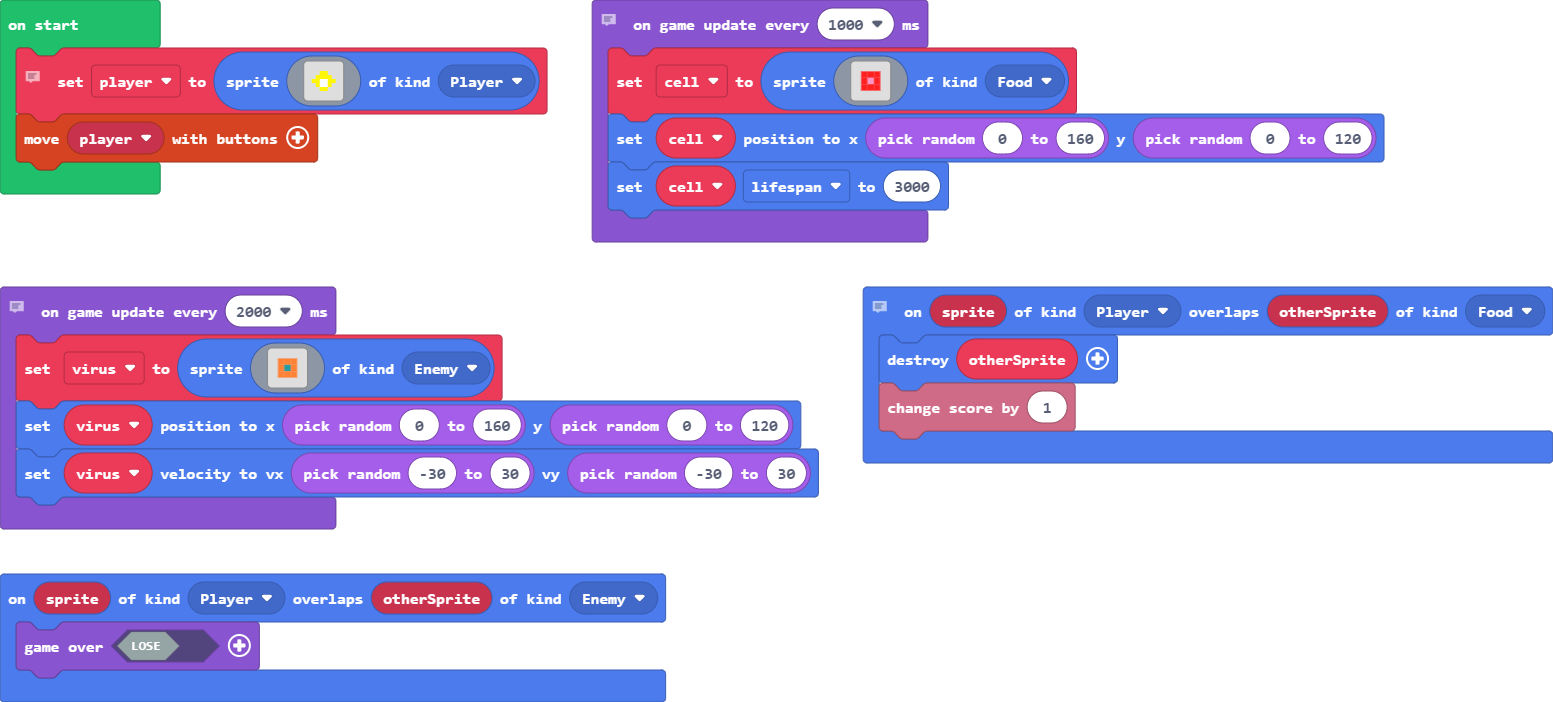 on start
set player to sprite of kind Player
move player with buttons
on game update every 1000 ms
set cell to sprite of kind Food
set cell position to x pick random 0 to 160 y pick random 0 to 120
set cell lifespan to 3000
on game update every 2000 ms
set virus to sprite of kind Enemy
set virus position to x pick random 0 to 160 y pick random 0 to 120
set virus velocity to vx pick random -30 to 30 vy pick random -30 to 30
on sprite of kind Player overlaps otherSprite of kind Food
destroy otherSprite
change score by 1
on sprite of kind Player overlaps otherSprite of kind Enemy
game over LOSE